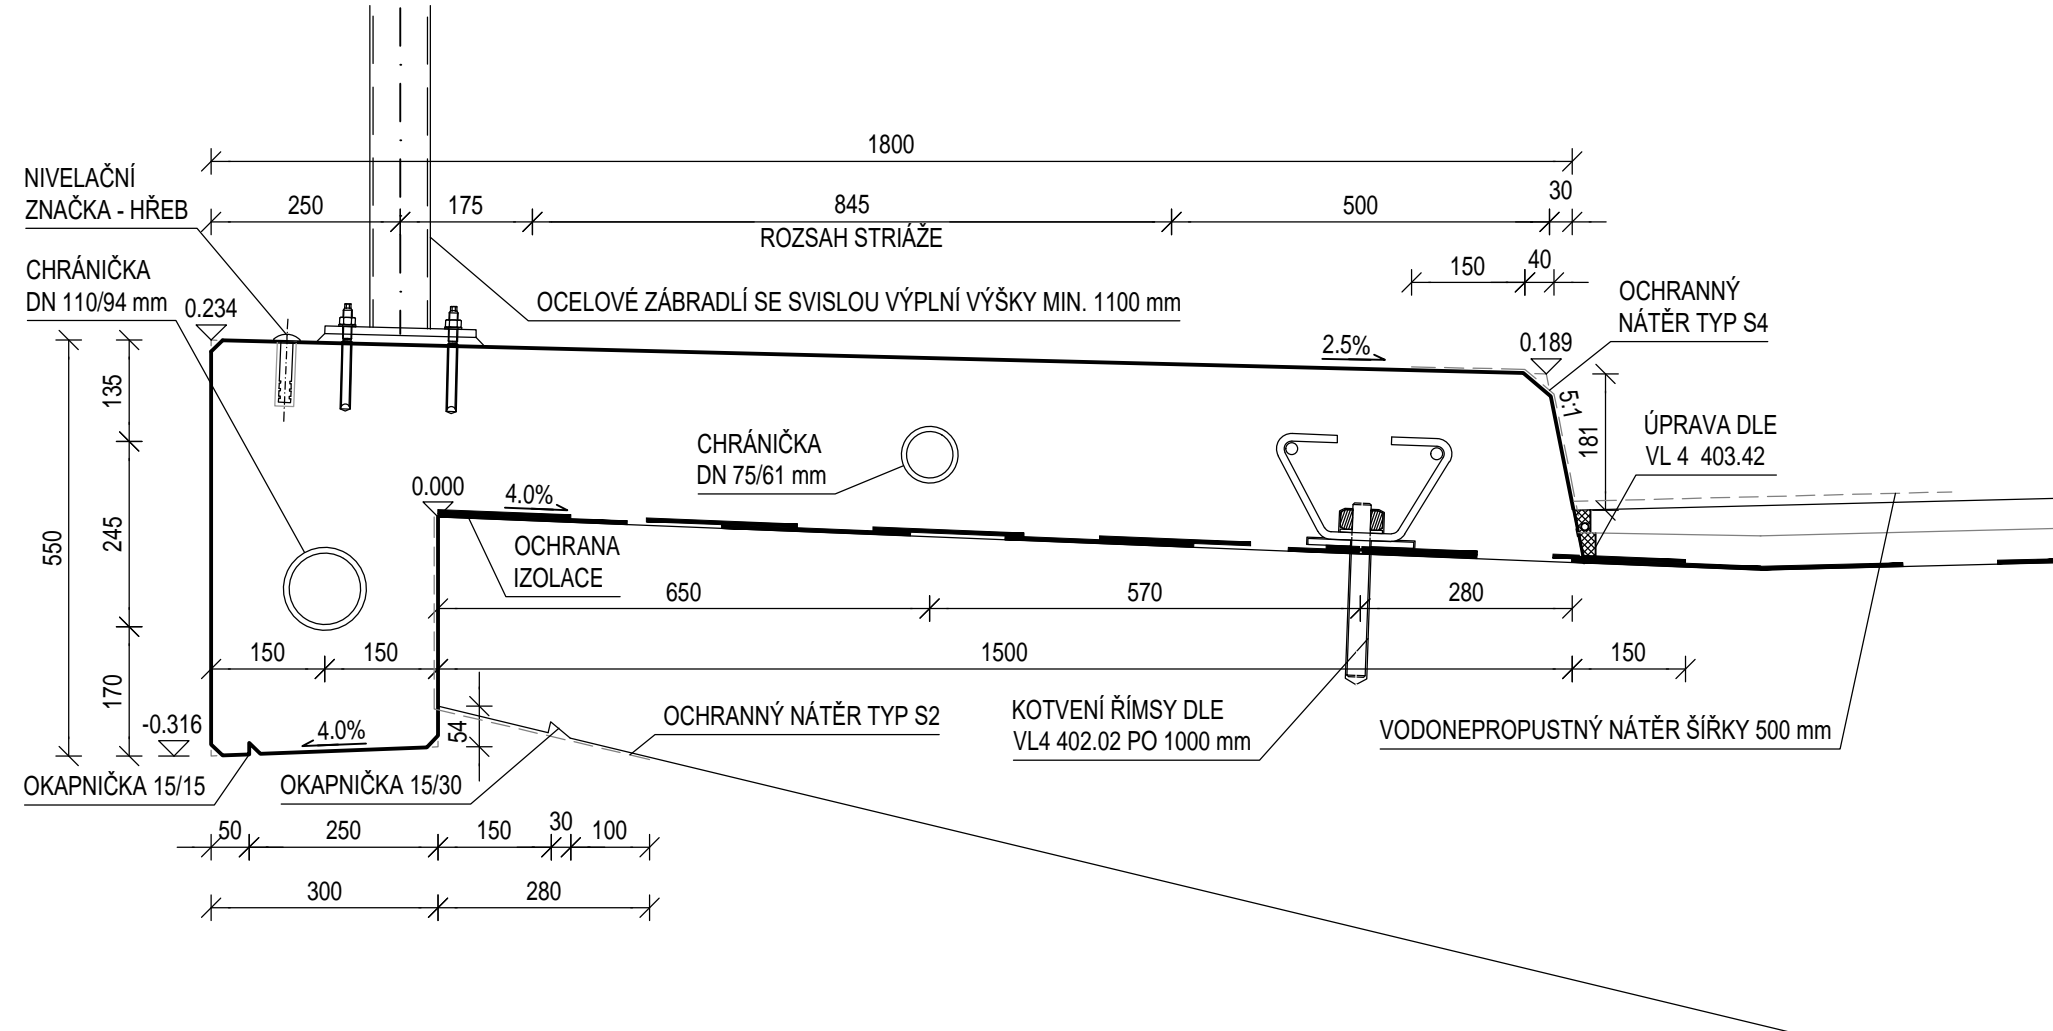 1800
NIVELAČNÍ
ZNAČKA - HŘEB
250
175
845
500
30
ROZSAH STRIÁŽE
CHRÁNIČKA
DN 110/94 mm
150
40
0.234
OCELOVÉ ZÁBRADLÍ SE SVISLOU VÝPLNÍ VÝŠKY MIN. 1100 mm
OCHRANNÝ
NÁTĚR TYP S4
2.5%
0.189
5:1
135
181
ÚPRAVA DLE
VL 4 403.42
CHRÁNIČKA
DN 75/61 mm
0.000
4.0%
550
245
OCHRANA
IZOLACE
650
570
280
150
150
1500
150
170
-0.316
4.0%
54
OCHRANNÝ NÁTĚR TYP S2
KOTVENÍ ŘÍMSY DLE
VL4 402.02 PO 1000 mm
VODONEPROPUSTNÝ NÁTĚR ŠÍŘKY 500 mm
OKAPNIČKA 15/15
OKAPNIČKA 15/30
50
250
150
30
100
300
280